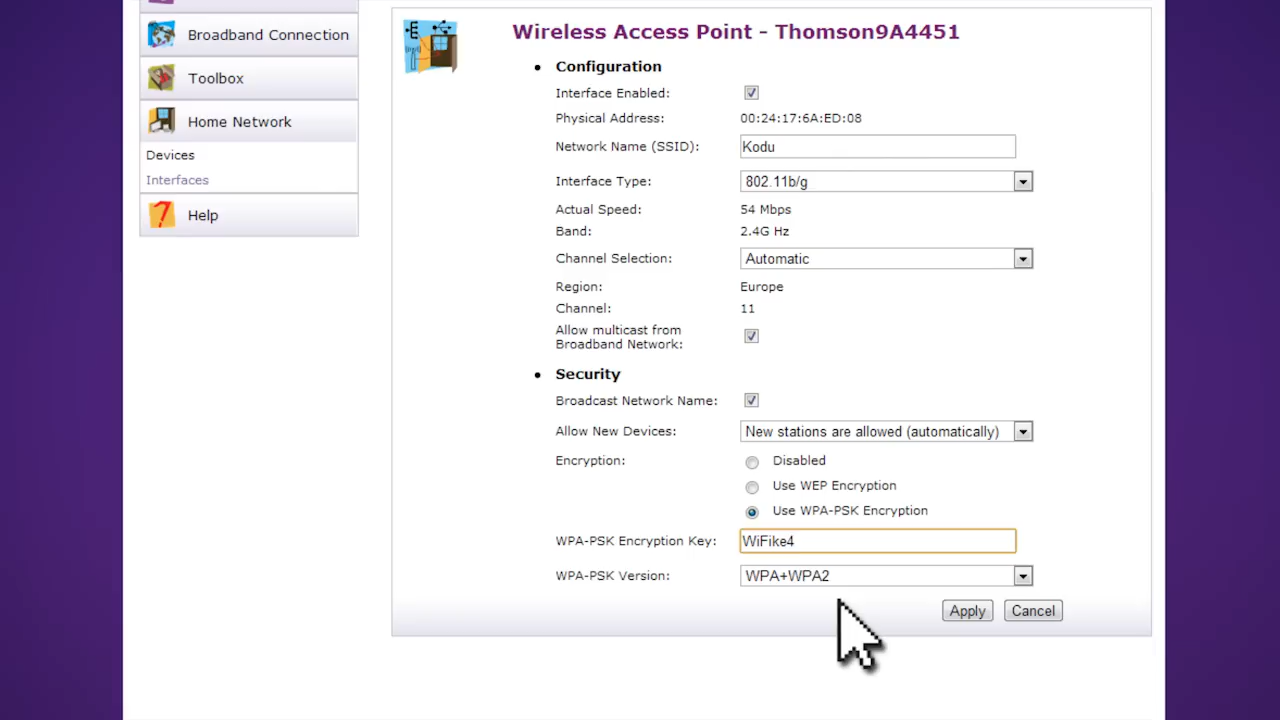 Broadband Connection
Toolbox
Home Network
Devices
Interfaces
Help
Wireless Access Point - Thomson9A4451
Configuration
Interface Enabled:
Physical Address: 00:24:17:6A:ED:08
Network Name (SSID): Kodu
Interface Type: 802.11b/g
Actual Speed: 54 Mbps
Band: 2.4G Hz
Channel Selection: Automatic
Region: Europe
Channel: 11
Allow multicast from
Broadband Network:
Security
Broadcast Network Name:
Allow New Devices: New stations are allowed (automatically)
Encryption: Disabled
Use WEP Encryption
Use WPA-PSK Encryption
WPA-PSK Encryption Key: WiFike4
WPA-PSK Version: WPA+WPA2
Apply Cancel